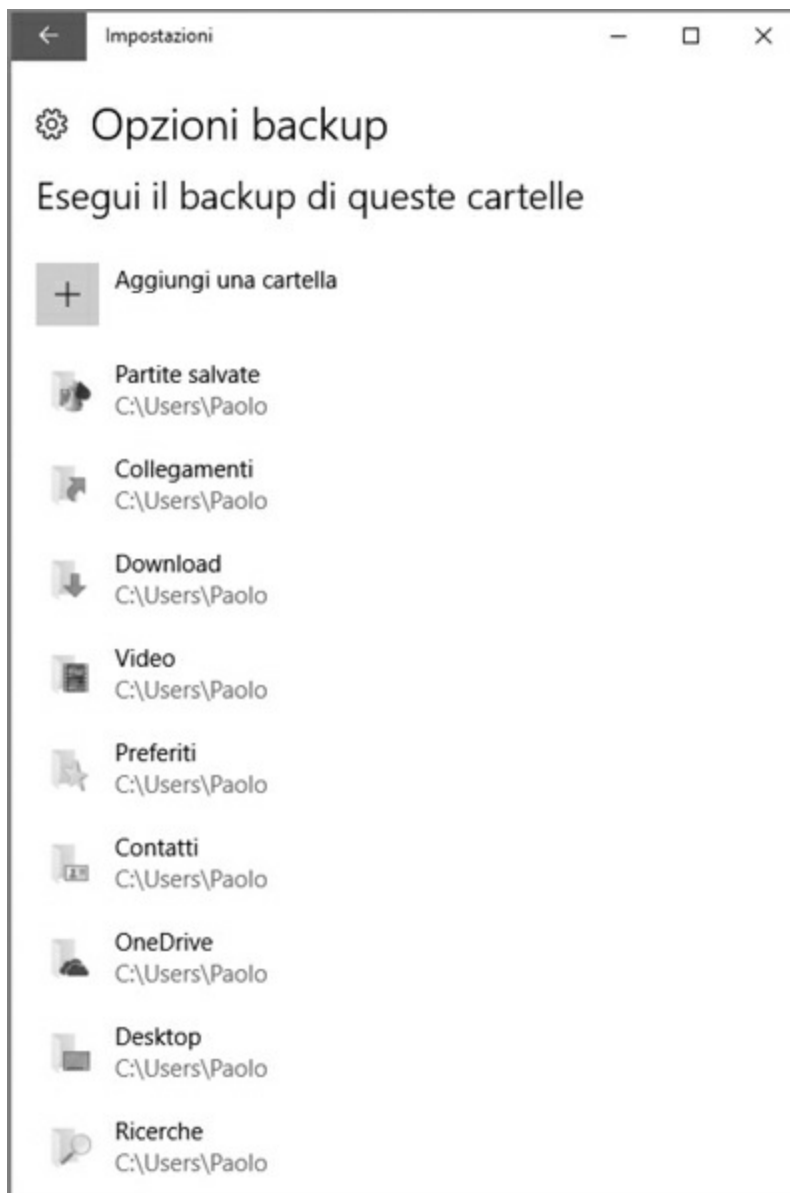 Impostazioni
Opzioni backup
Esegui il backup di queste cartelle
Aggiungi una cartella
Partite salvate
C:\Users\Paolo
Collegamenti
C:\Users\Paolo
Download
C:\Users\Paolo
Video
C:\Users\Paolo
Preferiti
C:\Users\Paolo
Contatti
C:\Users\Paolo
OneDrive
C:\Users\Paolo
Desktop
C:\Users\Paolo
Ricerche
C:\Users\Paolo